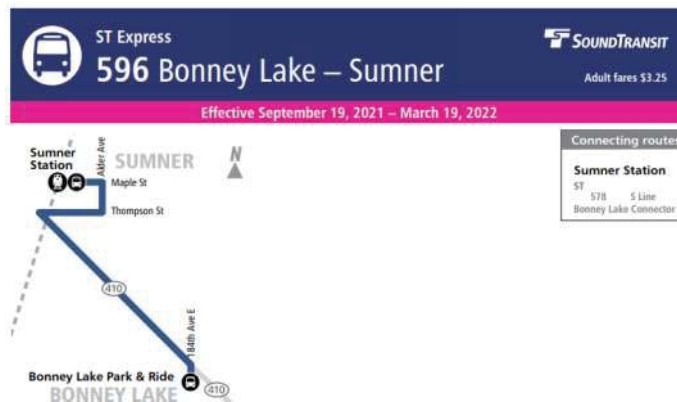 ST Express
596 Bonney Lake – Sumner
SOUNDTRANSIT
Adult fares $3.25
Effective September 19, 2021 – March 19, 2022
Sumner
Station
Alder Ave
SUMNER
N
Maple St
Thompson St
410
184th Ave E
Bonney Lake Park & Ride
BONNEY LAKE
410
Connecting routes
Sumner Station
ST
578 S Line
Bonney Lake Connector